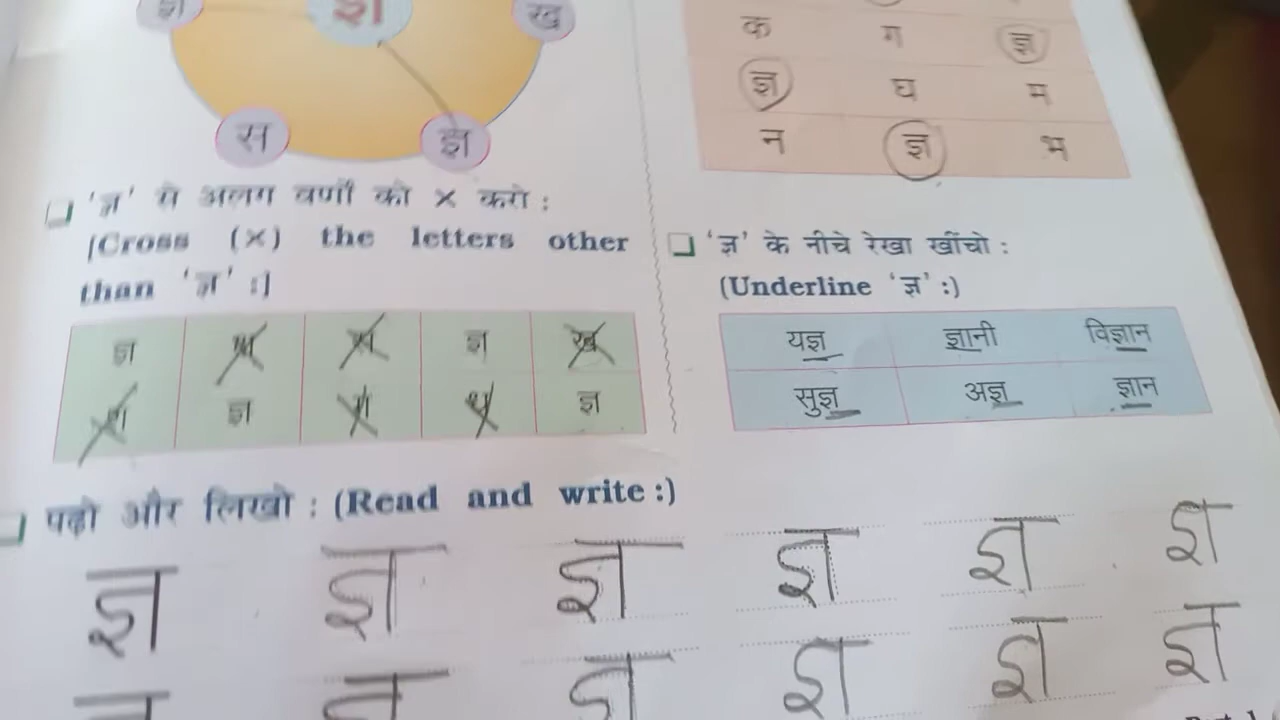 ज्ञ ज्ञ ख
स ज्ञ
क ग ज्ञ
ज्ञ घ म
न ज्ञ भ
'ज्ञ' से अलग वर्णों को × करो :
[Cross (×) the letters other
than 'ज्ञ' :]
ज्ञ ज्ञ ख
ज्ञ ज्ञ
'ज्ञ' के नीचे रेखा खींचो :
(Underline 'ज्ञ' :)
यज्ञ ज्ञानी विज्ञान
सुज्ञ अज्ञ ज्ञान
पढ़ो और लिखो : (Read and write :)
ज्ञ ज्ञ ज्ञ ज्ञ ज्ञ ज्ञ
ज्ञ ज्ञ ज्ञ ज्ञ